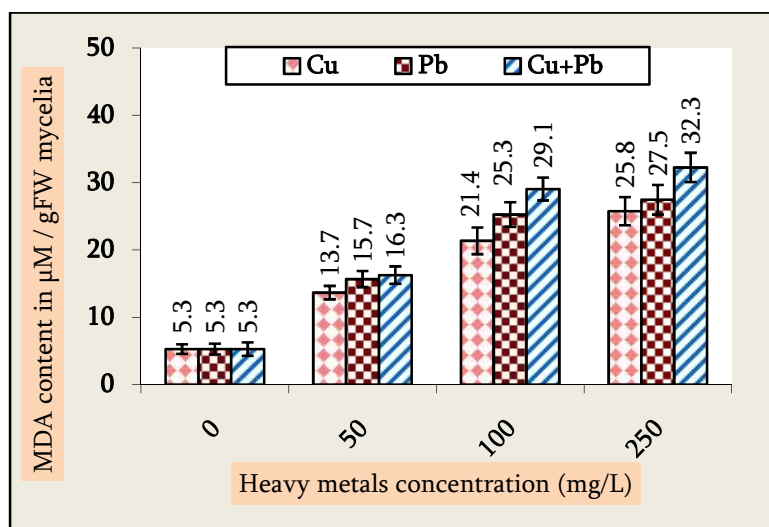 50
40
30
20
10
0
MDA content in µM / gFW mycelia
Cu Pb Cu+Pb
5.3 5.3 5.3
13.7 15.7 16.3
21.4 25.3 29.1
25.8 27.5 32.3
0 50 100 250
Heavy metals concentration (mg/L)